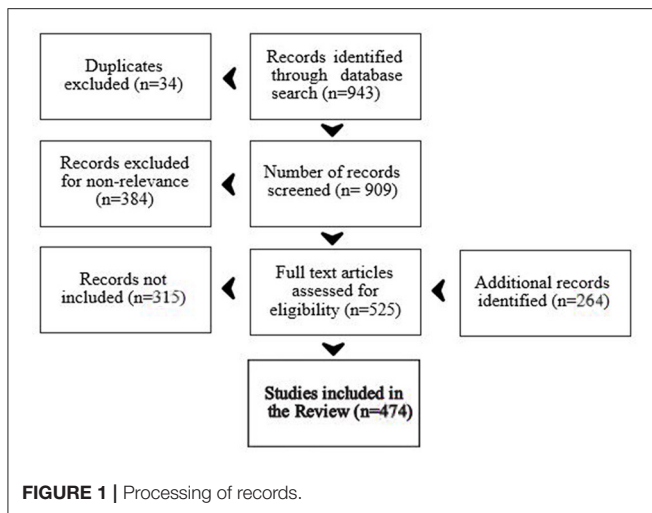 Duplicates
excluded (n=34)
Records identified
through database
search (n=943)
Records excluded
for non-relevance
(n=384)
Number of records
screened (n= 909)
Records not
included (n=315)
Full text articles
assessed for
eligibility (n=525)
Additional records
identified (n=264)
Studies included in
the Review (n=474)
FIGURE 1 | Processing of records.